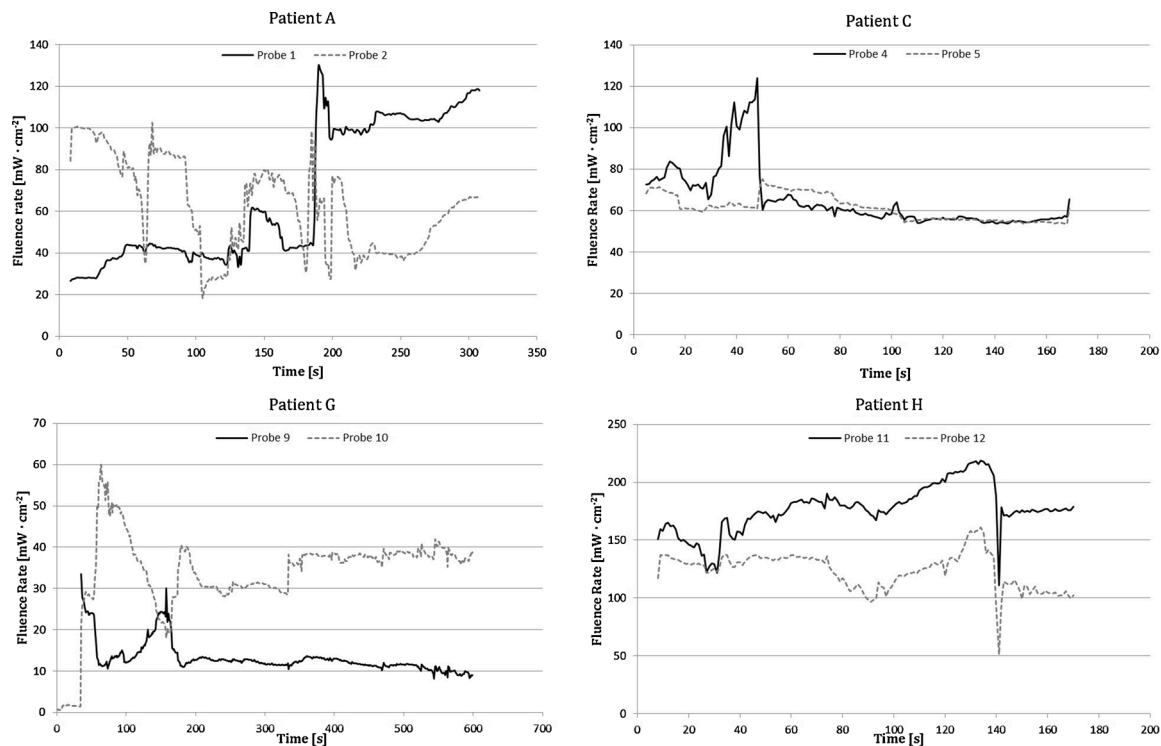 Patient A
Probe 1 Probe 2
Fluence rate [mW · cm⁻²]
140
120
100
80
60
40
20
0
0 50 100 150 200 250 300 350
Time [s]
Patient C
Probe 4 Probe 5
Fluence Rate [mW · cm⁻²]
140
120
100
80
60
40
20
0
0 20 40 60 80 100 120 140 160 180 200
Time [s]
Patient G
Probe 9 Probe 10
Fluence Rate [mW · cm⁻²]
70
60
50
40
30
20
10
0
0 100 200 300 400 500 600 700
Time [s]
Patient H
Probe 11 Probe 12
Fluence Rate [mW · cm⁻²]
250
200
150
100
50
0
0 20 40 60 80 100 120 140 160 180 200
Time [s]